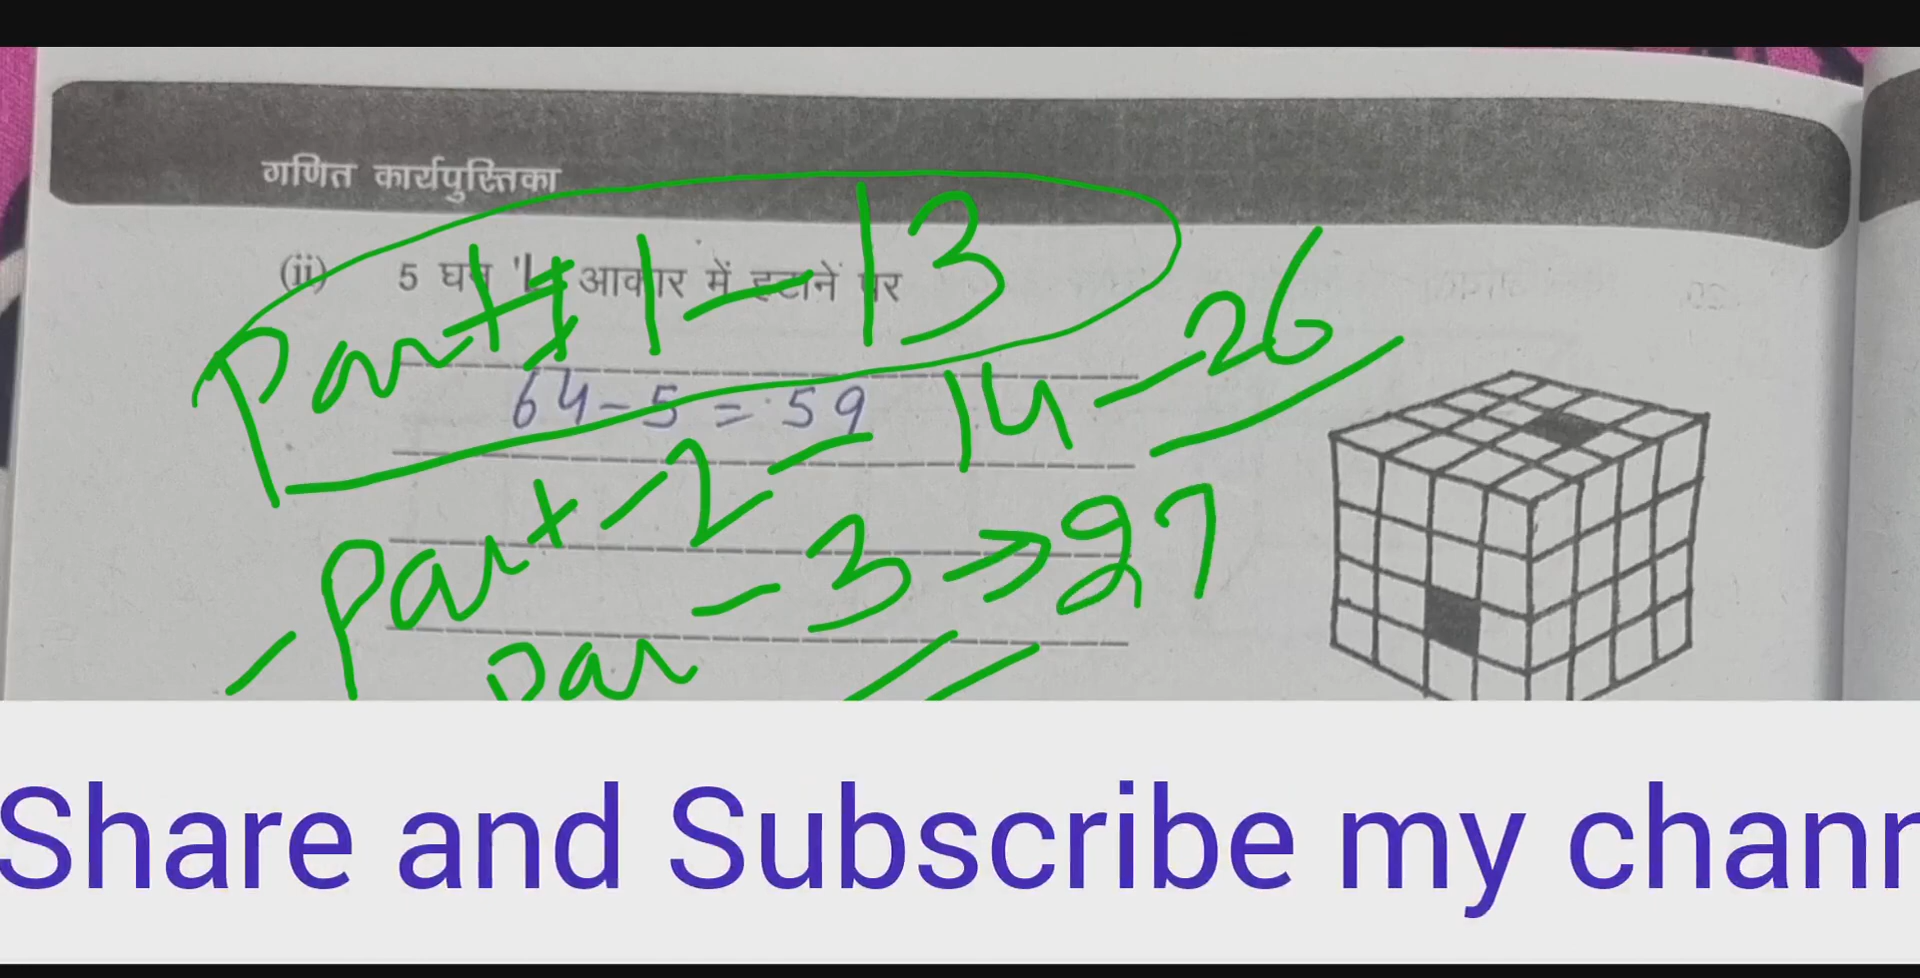 गणित कार्यपुस्तिका
(ii) 5 घन 'L' आकार में हटानें पर
Part 1 - 13
64 - 5 = 59
Part - 2 - 14 - 26
Par - 3 → 27
Share and Subscribe my chann